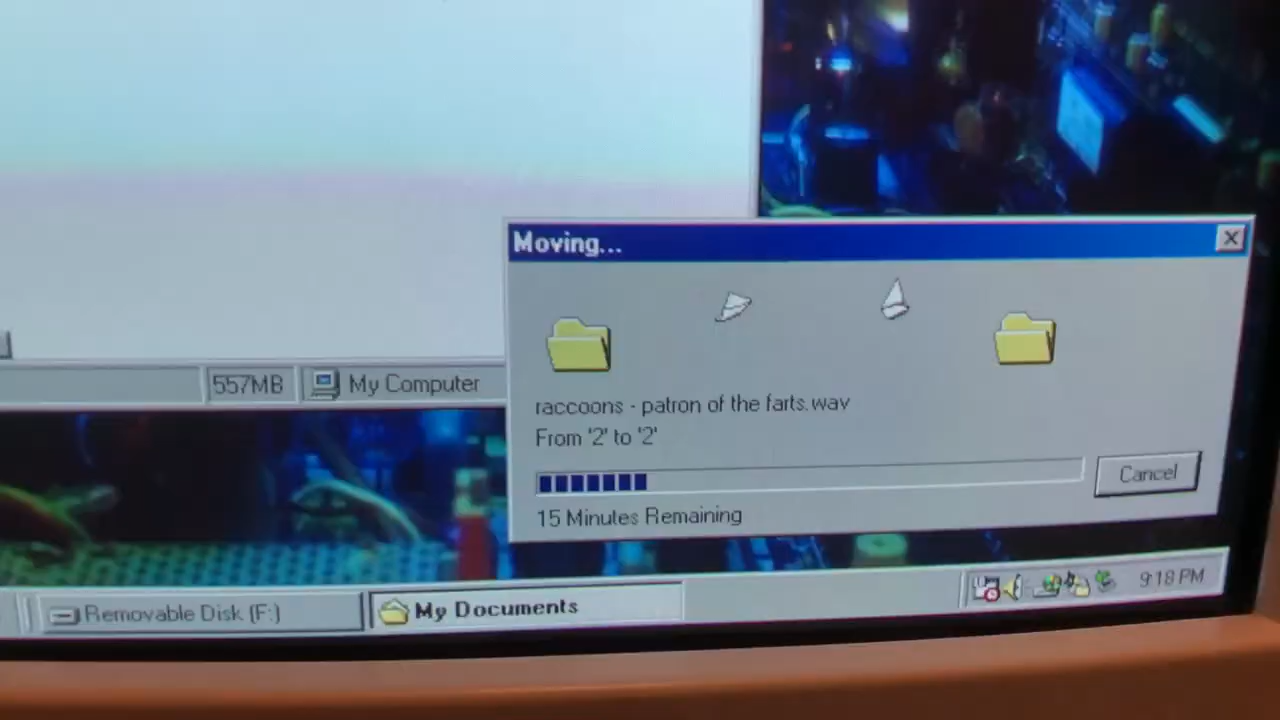 Moving...
raccoons - patron of the farts.wav
From '2' to '2'
Cancel
15 Minutes Remaining
557MB
My Computer
Removable Disk (F:)
My Documents
9:18 PM